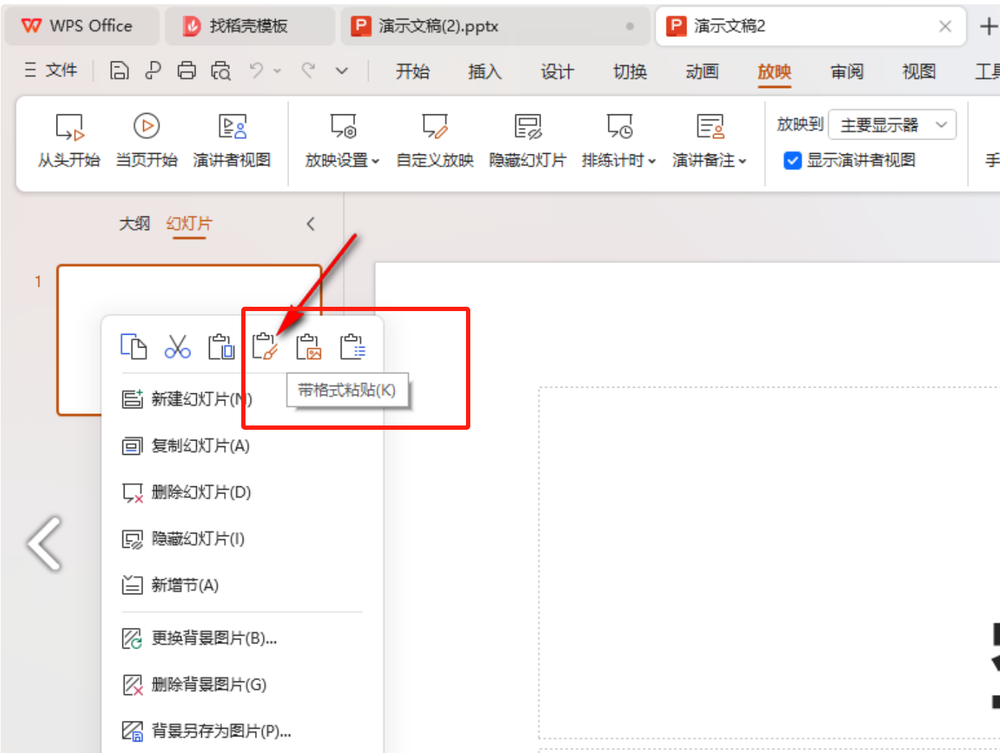 WPS Office 找稻壳模板 演示文稿(2).pptx 演示文稿2
文件 开始 插入 设计 切换 动画 放映 审阅 视图 工具
从头开始 当页开始 演讲者视图 放映设置 自定义放映 隐藏幻灯片 排练计时 演讲备注
放映到 主要显示器
显示演讲者视图 手
大纲 幻灯片
1
带格式粘贴(K)
新建幻灯片(N)
复制幻灯片(A)
删除幻灯片(D)
隐藏幻灯片(I)
新增节(A)
更换背景图片(B)...
删除背景图片(G)
背景另存为图片(P)...